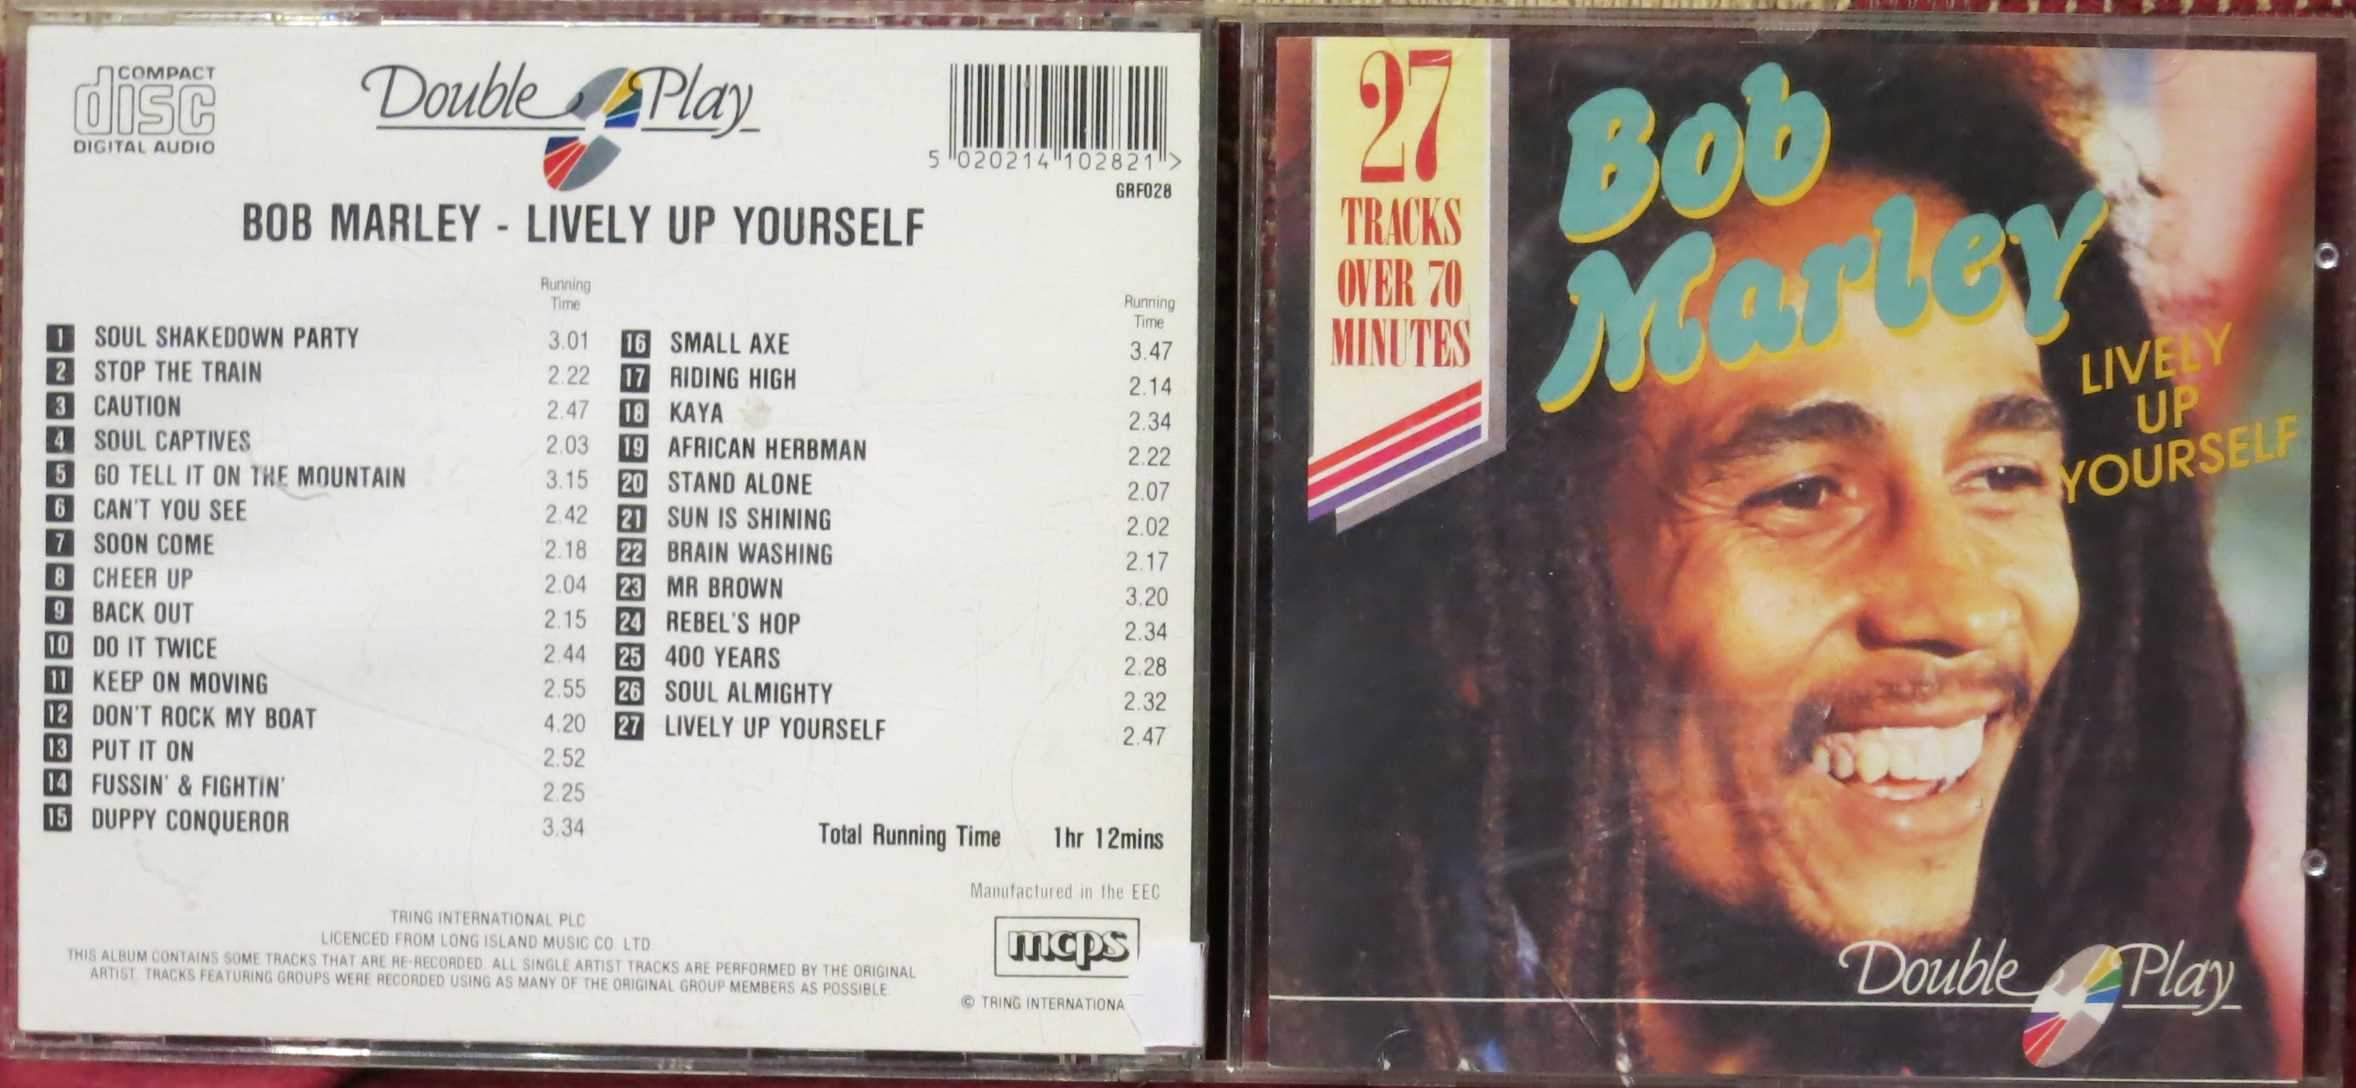 COMPACT
disc
DIGITAL AUDIO
Double Play
5 020214 102821 >
GRF028
BOB MARLEY - LIVELY UP YOURSELF
Running
Time
1 SOUL SHAKEDOWN PARTY 3.01
2 STOP THE TRAIN 2.22
3 CAUTION 2.47
4 SOUL CAPTIVES 2.03
5 GO TELL IT ON THE MOUNTAIN 3.15
6 CAN'T YOU SEE 2.42
7 SOON COME 2.18
8 CHEER UP 2.04
9 BACK OUT 2.15
10 DO IT TWICE 2.44
11 KEEP ON MOVING 2.55
12 DON'T ROCK MY BOAT 4.20
13 PUT IT ON 2.52
14 FUSSIN' & FIGHTIN' 2.25
15 DUPPY CONQUEROR 3.34
Running
Time
16 SMALL AXE 3.47
17 RIDING HIGH 2.14
18 KAYA 2.34
19 AFRICAN HERBMAN 2.22
20 STAND ALONE 2.07
21 SUN IS SHINING 2.02
22 BRAIN WASHING 2.17
23 MR BROWN 3.20
24 REBEL'S HOP 2.34
25 400 YEARS 2.28
26 SOUL ALMIGHTY 2.32
27 LIVELY UP YOURSELF 2.47
Total Running Time 1hr 12mins
Manufactured in the EEC
mcps
TRING INTERNATIONAL PLC
LICENCED FROM LONG ISLAND MUSIC CO. LTD
THIS ALBUM CONTAINS SOME TRACKS THAT ARE RE-RECORDED. ALL SINGLE ARTIST TRACKS ARE PERFORMED BY THE ORIGINAL
ARTIST. TRACKS FEATURING GROUPS WERE RECORDED USING AS MANY OF THE ORIGINAL GROUP MEMBERS AS POSSIBLE.
© TRING INTERNATIONA
27
TRACKS
OVER 70
MINUTES
Bob
Marley
LIVELY
UP
YOURSELF
Double Play